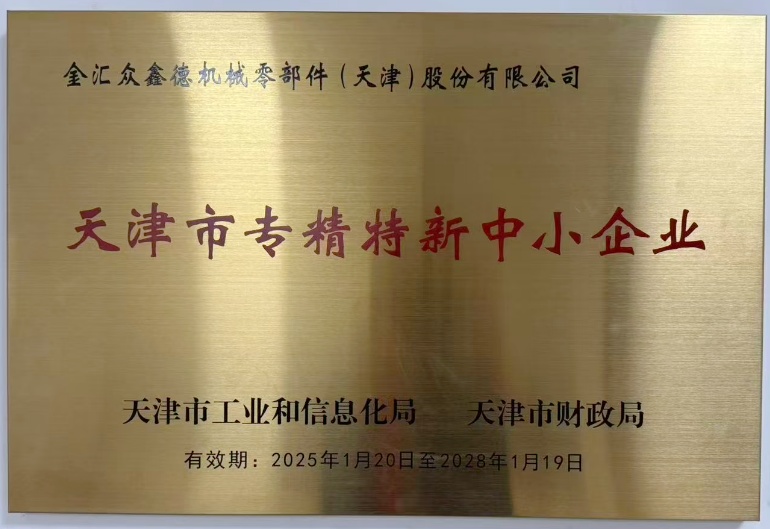 金汇众鑫德机械零部件（天津）股份有限公司
天津市专精特新中小企业
天津市工业和信息化局 天津市财政局
有效期：2025年1月20日至2028年1月19日